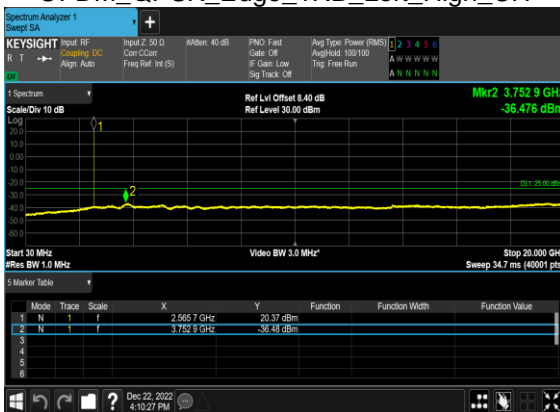 Spectrum Analyzer 1
Swept SA
KEYSIGHT Input: RF Input Z: 50 Ω #Atten: 40 dB PNO: Fast Avg Type: Power (RMS) 1 2 3 4 5 6
R T Coupling: DC Corr CCorr Gate: Off Avg|Hold: 100/100 A W W W W W
Align: Auto Freq Ref: Int (S) IF Gain: Low Trig: Free Run
Sig Track: Off A N N N N N
1 Spectrum Ref Lvl Offset 8.40 dB Mkr2 3.752 9 GHz
Scale/Div 10 dB Ref Level 30.00 dBm -36.476 dBm
Log
20.0
10.0
0.00
-10.0
-20.0
-30.0
-40.0
-50.0
-60.0
1
2
DL1 -25.00 dBm
Start 30 MHz Video BW 3.0 MHz* Stop 20.000 GHz
#Res BW 1.0 MHz Sweep 34.7 ms (40001 pts)
5 Marker Table
Mode Trace Scale X Y Function Function Width Function Value
1 N 1 f 2.565 7 GHz 20.37 dBm
2 N 1 f 3.752 9 GHz -36.48 dBm
3
4
5
6
? Dec 22, 2022
4:10:27 PM